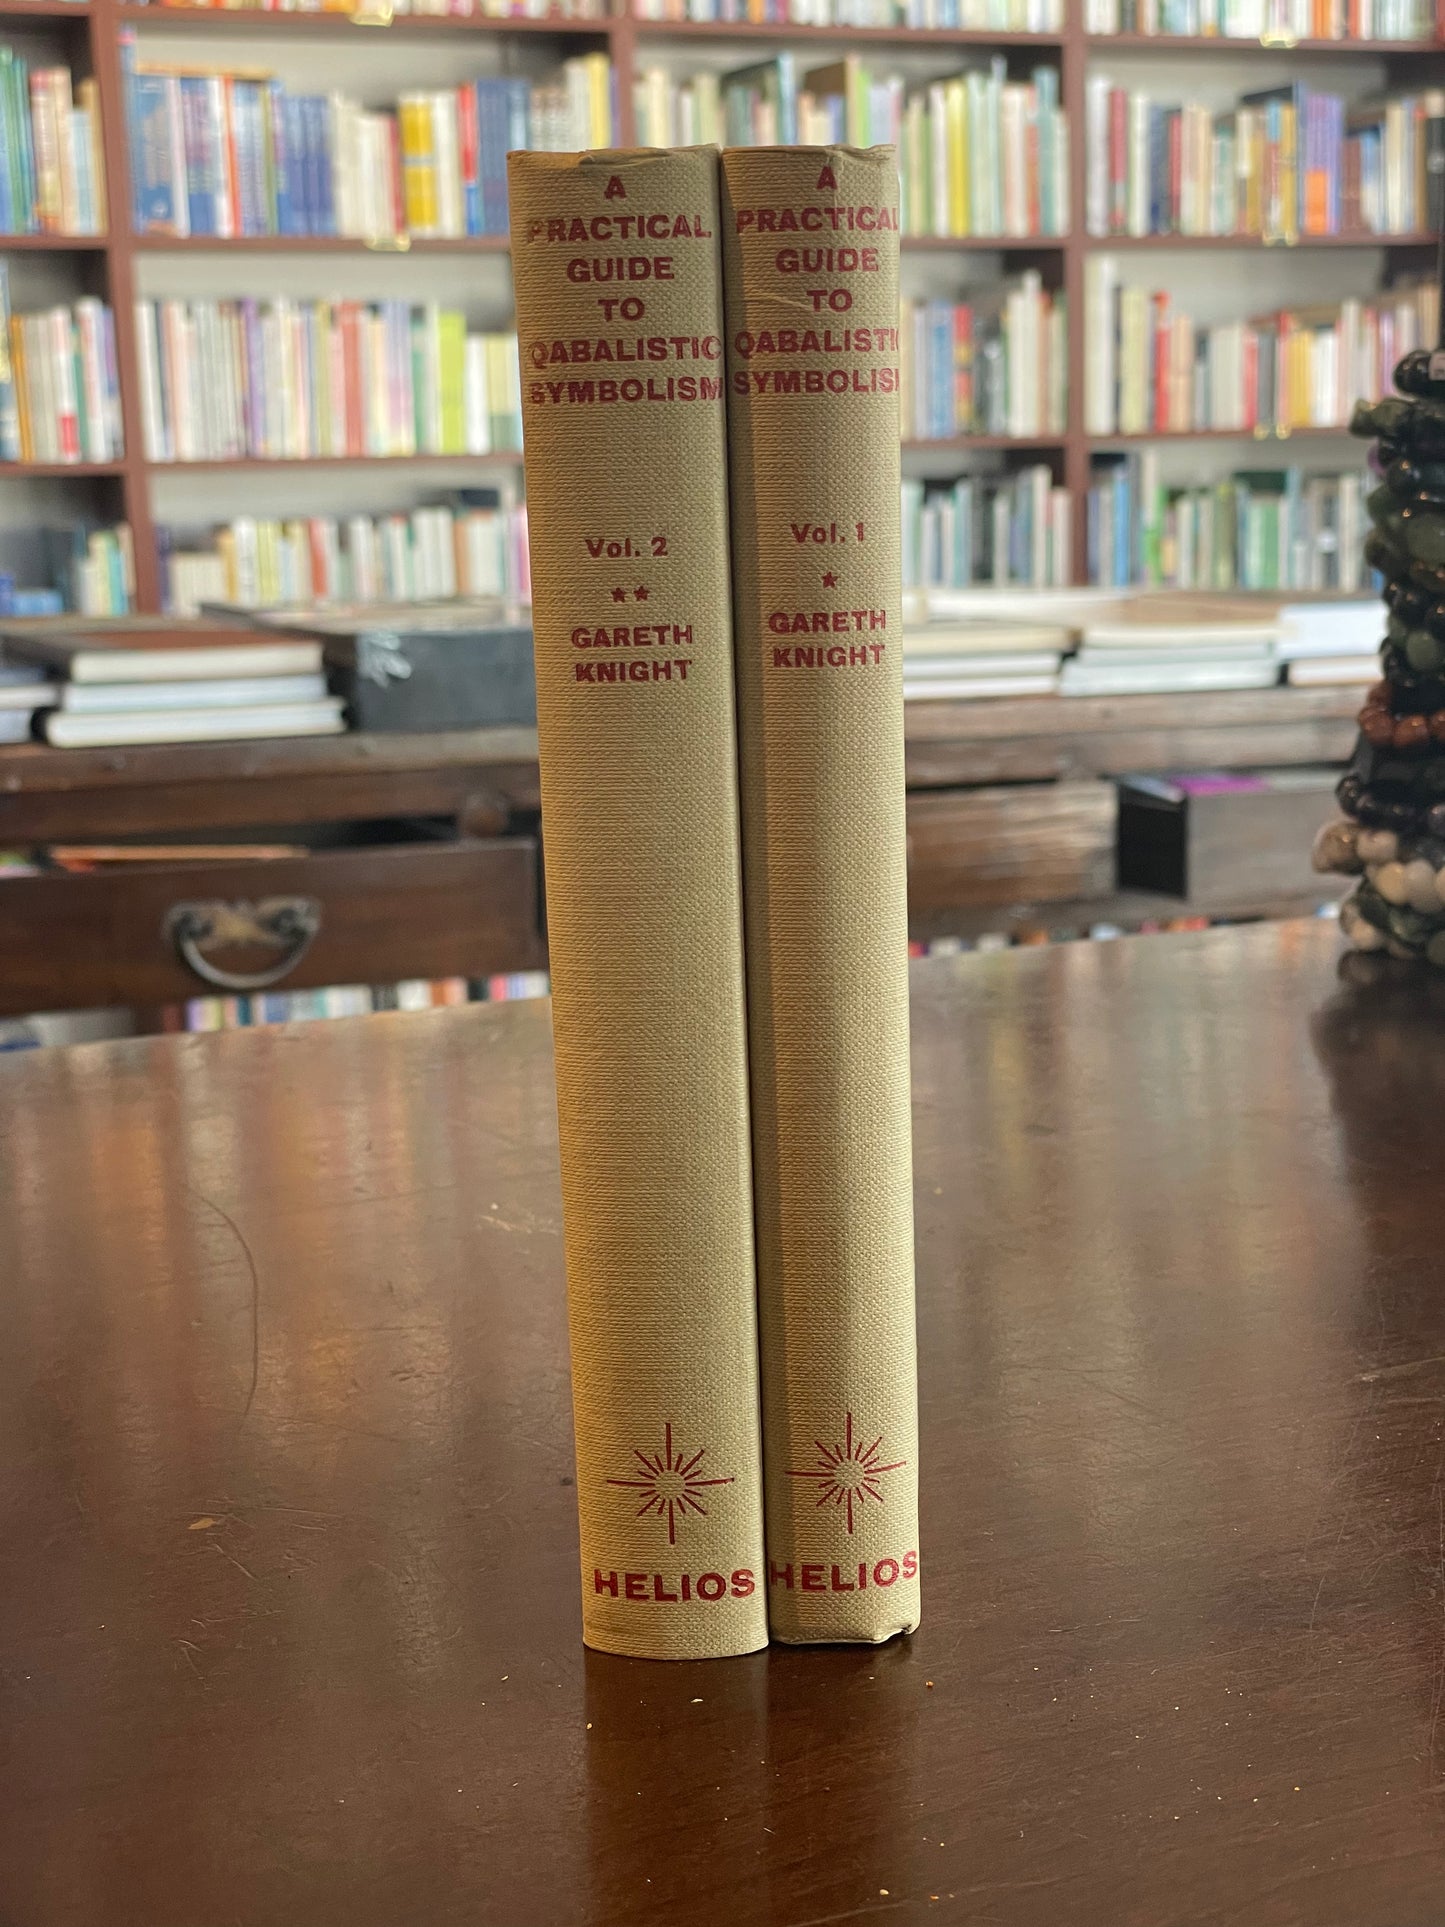 A
PRACTICAL
GUIDE
TO
QABALISTIC
SYMBOLISM
Vol. 2
★★
GARETH
KNIGHT
HELIOS
A
PRACTICAL
GUIDE
TO
QABALISTIC
SYMBOLISM
Vol. 1
★
GARETH
KNIGHT
HELIOS